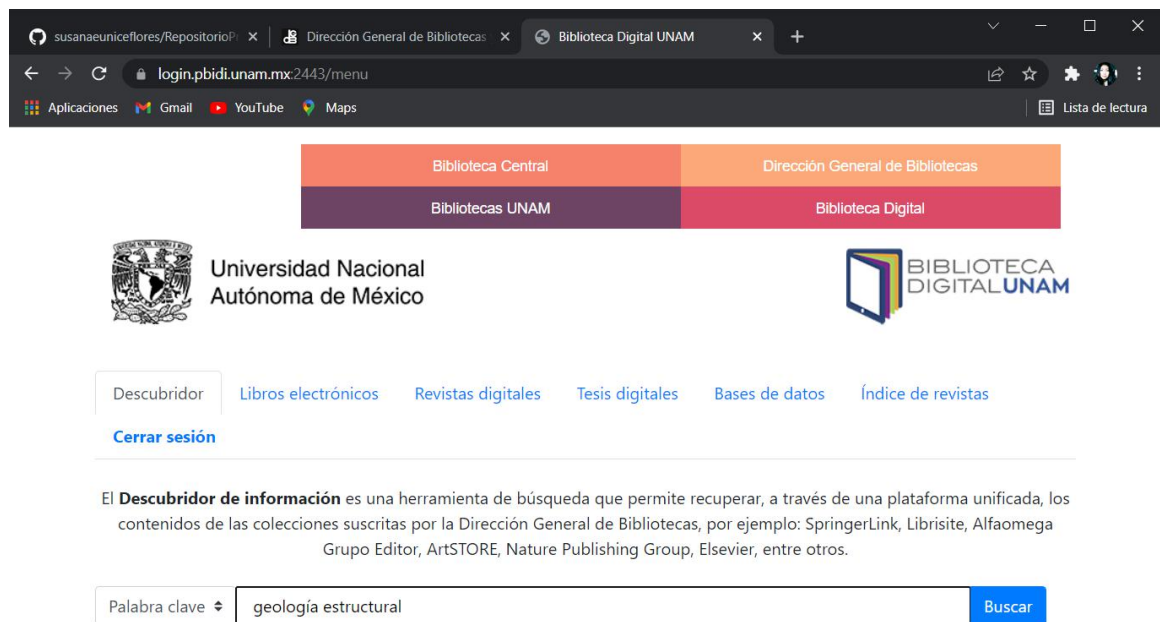 susanaeuniceflores/RepositorioP
Dirección General de Bibliotecas
Biblioteca Digital UNAM
login.pbidi.unam.mx:2443/menu
Aplicaciones
Gmail
YouTube
Maps
Lista de lectura
Biblioteca Central
Dirección General de Bibliotecas
Bibliotecas UNAM
Biblioteca Digital
Universidad Nacional
Autónoma de México
BIBLIOTECA
DIGITALUNAM
Descubridor
Libros electrónicos
Revistas digitales
Tesis digitales
Bases de datos
Índice de revistas
Cerrar sesión
El Descubridor de información es una herramienta de búsqueda que permite recuperar, a través de una plataforma unificada, los
contenidos de las colecciones suscritas por la Dirección General de Bibliotecas, por ejemplo: SpringerLink, Librisite, Alfaomega
Grupo Editor, ArtSTORE, Nature Publishing Group, Elsevier, entre otros.
Palabra clave
geología estructural
Buscar